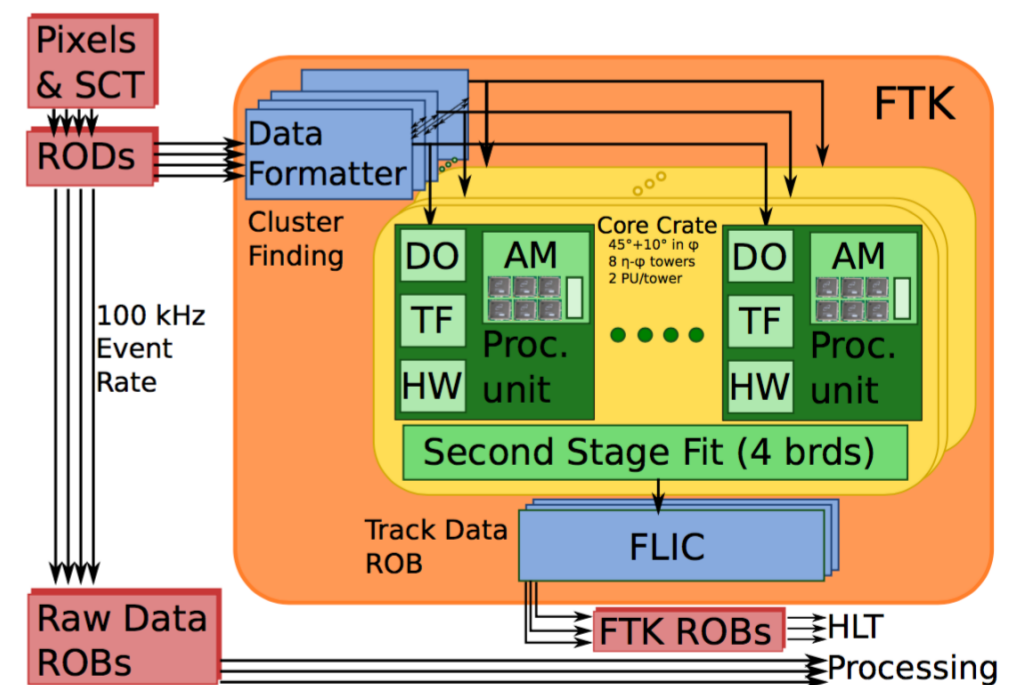 Pixels
& SCT
RODs
FTK
Data
Formatter
Cluster
Finding
100 kHz
Event
Rate
Core Crate
45°+10° in φ
8 η-φ towers
2 PU/tower
DO
AM
TF
HW
Proc.
unit
DO
AM
TF
HW
Proc.
unit
Second Stage Fit (4 brds)
Track Data
ROB
FLIC
Raw Data
ROBs
FTK ROBs
HLT
Processing